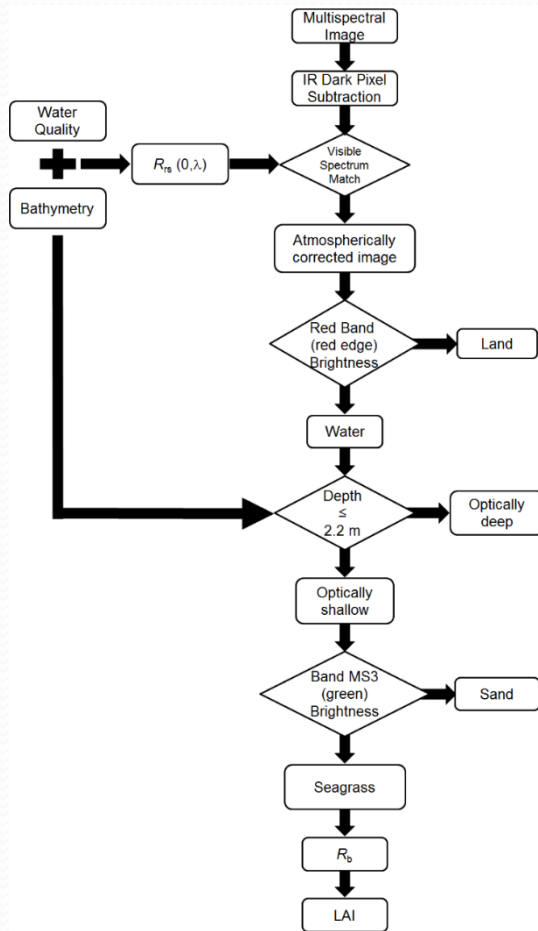 Multispectral
Image
IR Dark Pixel
Subtraction
Water
Quality
Rrs (0,λ)
Visible
Spectrum
Match
Bathymetry
Atmospherically
corrected image
Red Band
(red edge)
Brightness
Land
Water
Depth
≤
2.2 m
Optically
deep
Optically
shallow
Band MS3
(green)
Brightness
Sand
Seagrass
Rb
LAI